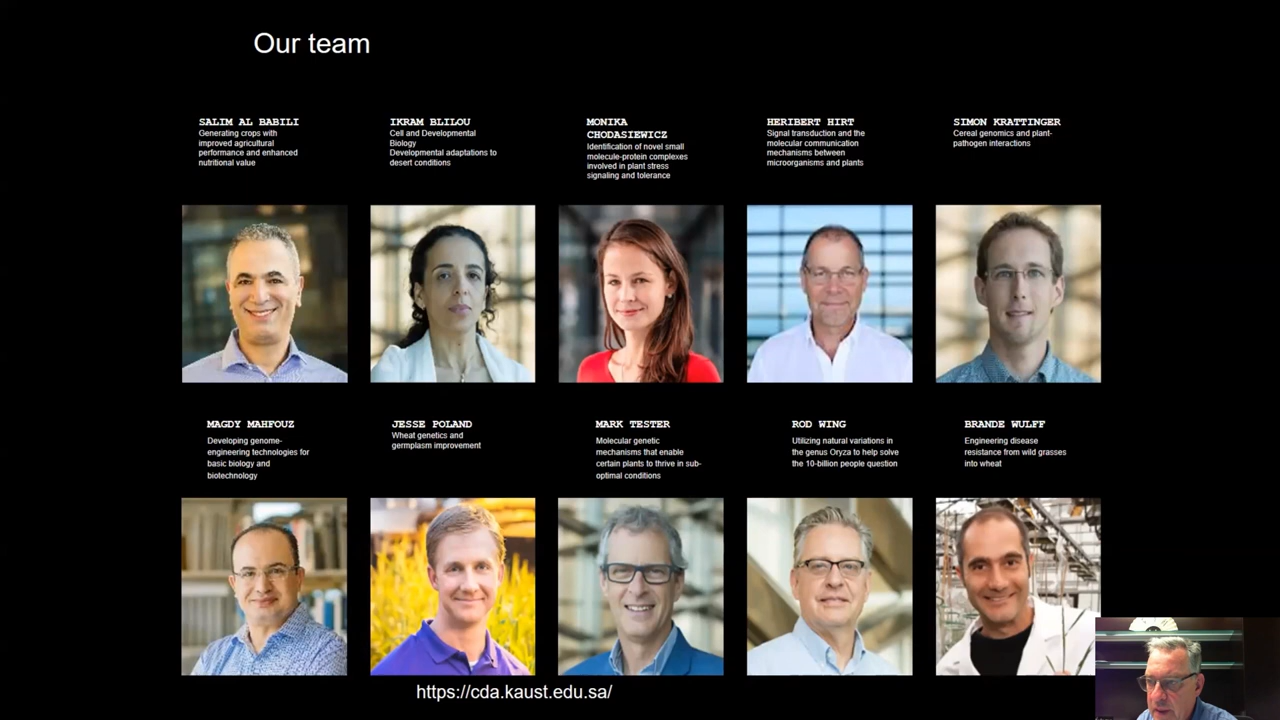 Our team
SALIM AL BABILI
Generating crops with
improved agricultural
performance and enhanced
nutritional value
IKRAM BLILOU
Cell and Developmental
Biology
Developmental adaptations to
desert conditions
MONIKA
CHODASIEWICZ
Identification of novel small
molecule-protein complexes
involved in plant stress
signaling and tolerance
HERIBERT HIRT
Signal transduction and the
molecular communication
mechanisms between
microorganisms and plants
SIMON KRATTINGER
Cereal genomics and plant-
pathogen interactions
MAGDY MAHFOUZ
Developing genome-
engineering technologies for
basic biology and
biotechnology
JESSE POLAND
Wheat genetics and
germplasm improvement
MARK TESTER
Molecular genetic
mechanisms that enable
certain plants to thrive in sub-
optimal conditions
ROD WING
Utilizing natural variations in
the genus Oryza to help solve
the 10-billion people question
BRANDE WULFF
Engineering disease
resistance from wild grasses
into wheat
https://cda.kaust.edu.sa/